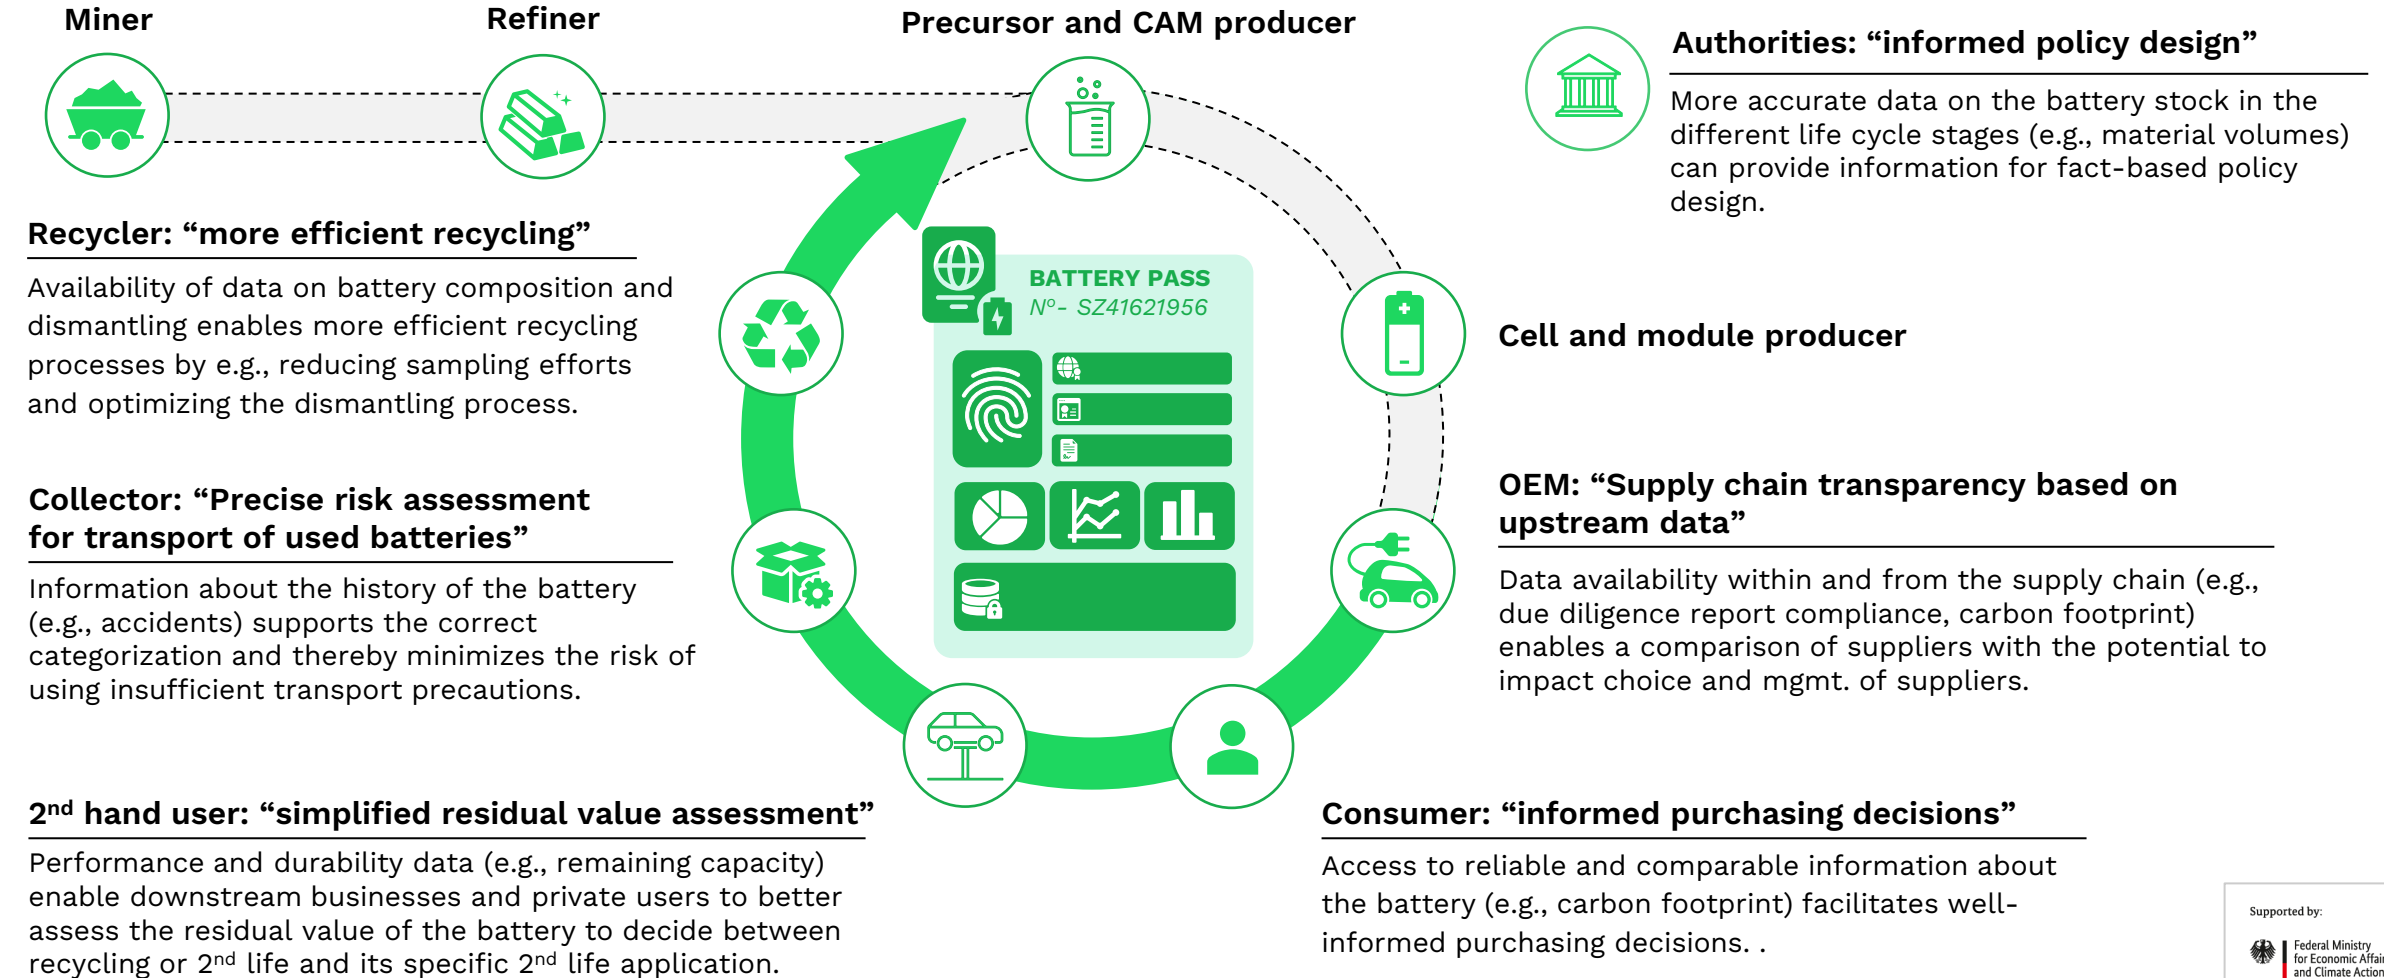 Miner
Refiner
Precursor and CAM producer
Authorities: “informed policy design”
More accurate data on the battery stock in the
different life cycle stages (e.g., material volumes)
can provide information for fact-based policy
design.
Recycler: “more efficient recycling”
Availability of data on battery composition and
dismantling enables more efficient recycling
processes by e.g., reducing sampling efforts
and optimizing the dismantling process.
BATTERY PASS
Nº- SZ41621956
Cell and module producer
Collector: “Precise risk assessment
for transport of used batteries”
Information about the history of the battery
(e.g., accidents) supports the correct
categorization and thereby minimizes the risk of
using insufficient transport precautions.
OEM: “Supply chain transparency based on
upstream data”
Data availability within and from the supply chain (e.g.,
due diligence report compliance, carbon footprint)
enables a comparison of suppliers with the potential to
impact choice and mgmt. of suppliers.
2nd hand user: “simplified residual value assessment”
Performance and durability data (e.g., remaining capacity)
enable downstream businesses and private users to better
assess the residual value of the battery to decide between
recycling or 2nd life and its specific 2nd life application.
Consumer: “informed purchasing decisions”
Access to reliable and comparable information about
the battery (e.g., carbon footprint) facilitates well-
informed purchasing decisions. .
Supported by:
Federal Ministry
for Economic Affair
and Climate Action